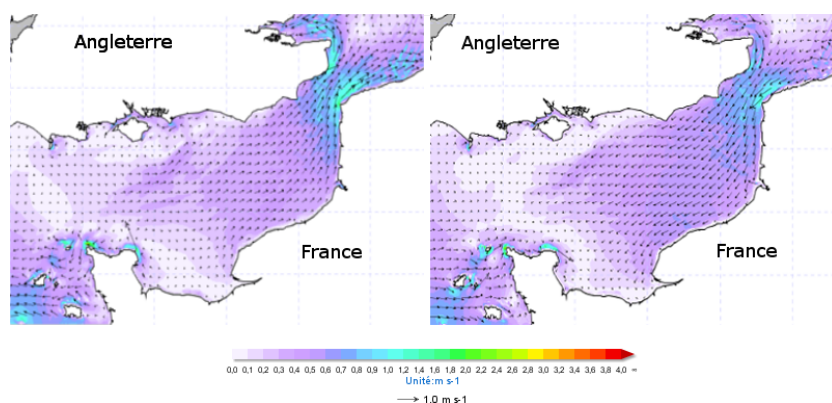 Angleterre
Angleterre
France
France
0,0 0,1 0,2 0,3 0,4 0,5 0,6 0,7 0,8 0,9 1,0 1,2 1,4 1,6 1,8 2,0 2,2 2,4 2,6 2,8 3,0 3,2 3,4 3,6 3,8 4,0 ∞
Unité:m s-1
1.0 m s-1